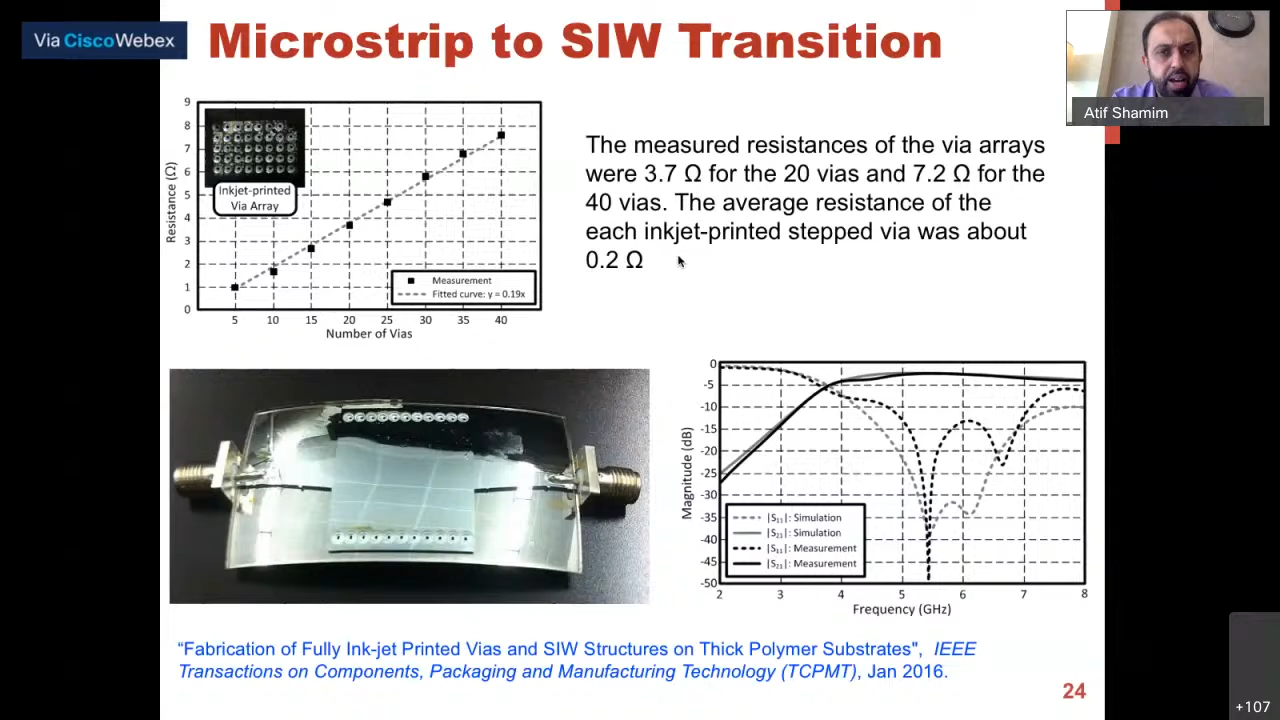 Via CiscoWebex
Microstrip to SIW Transition
Atif Shamim
9
8
7
6
5
4
3
2
1
0
Resistance (Ω)
Inkjet-printed
Via Array
Measurement
Fitted curve: y = 0.19x
5 10 15 20 25 30 35 40
Number of Vias
The measured resistances of the via arrays
were 3.7 Ω for the 20 vias and 7.2 Ω for the
40 vias. The average resistance of the
each inkjet-printed stepped via was about
0.2 Ω
0
-5
-10
-15
-20
-25
-30
-35
-40
-45
-50
Magnitude (dB)
|S11|: Simulation
|S21|: Simulation
|S11|: Measurement
|S21|: Measurement
2 3 4 5 6 7 8
Frequency (GHz)
“Fabrication of Fully Ink-jet Printed Vias and SIW Structures on Thick Polymer Substrates", IEEE
Transactions on Components, Packaging and Manufacturing Technology (TCPMT), Jan 2016.
24
+107